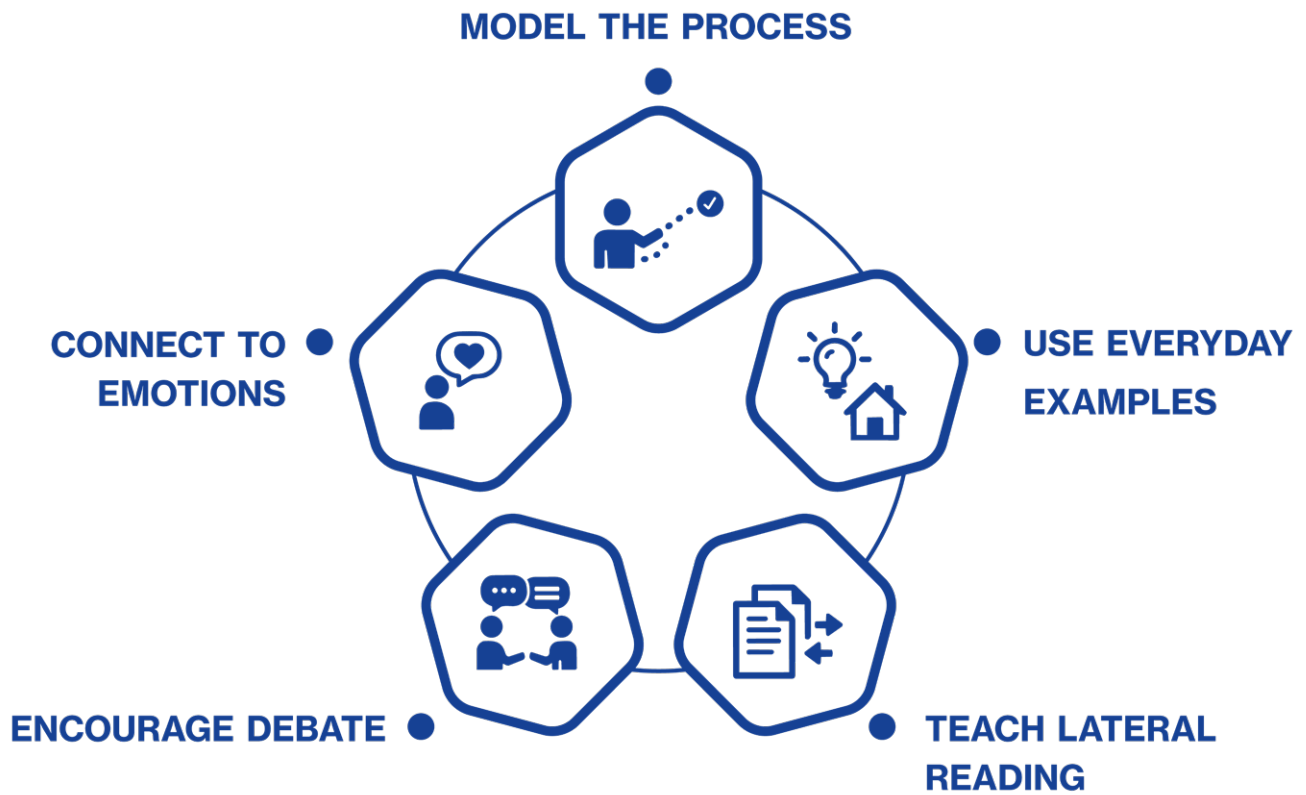 MODEL THE PROCESS
USE EVERYDAY
EXAMPLES
TEACH LATERAL
READING
ENCOURAGE DEBATE
CONNECT TO
EMOTIONS